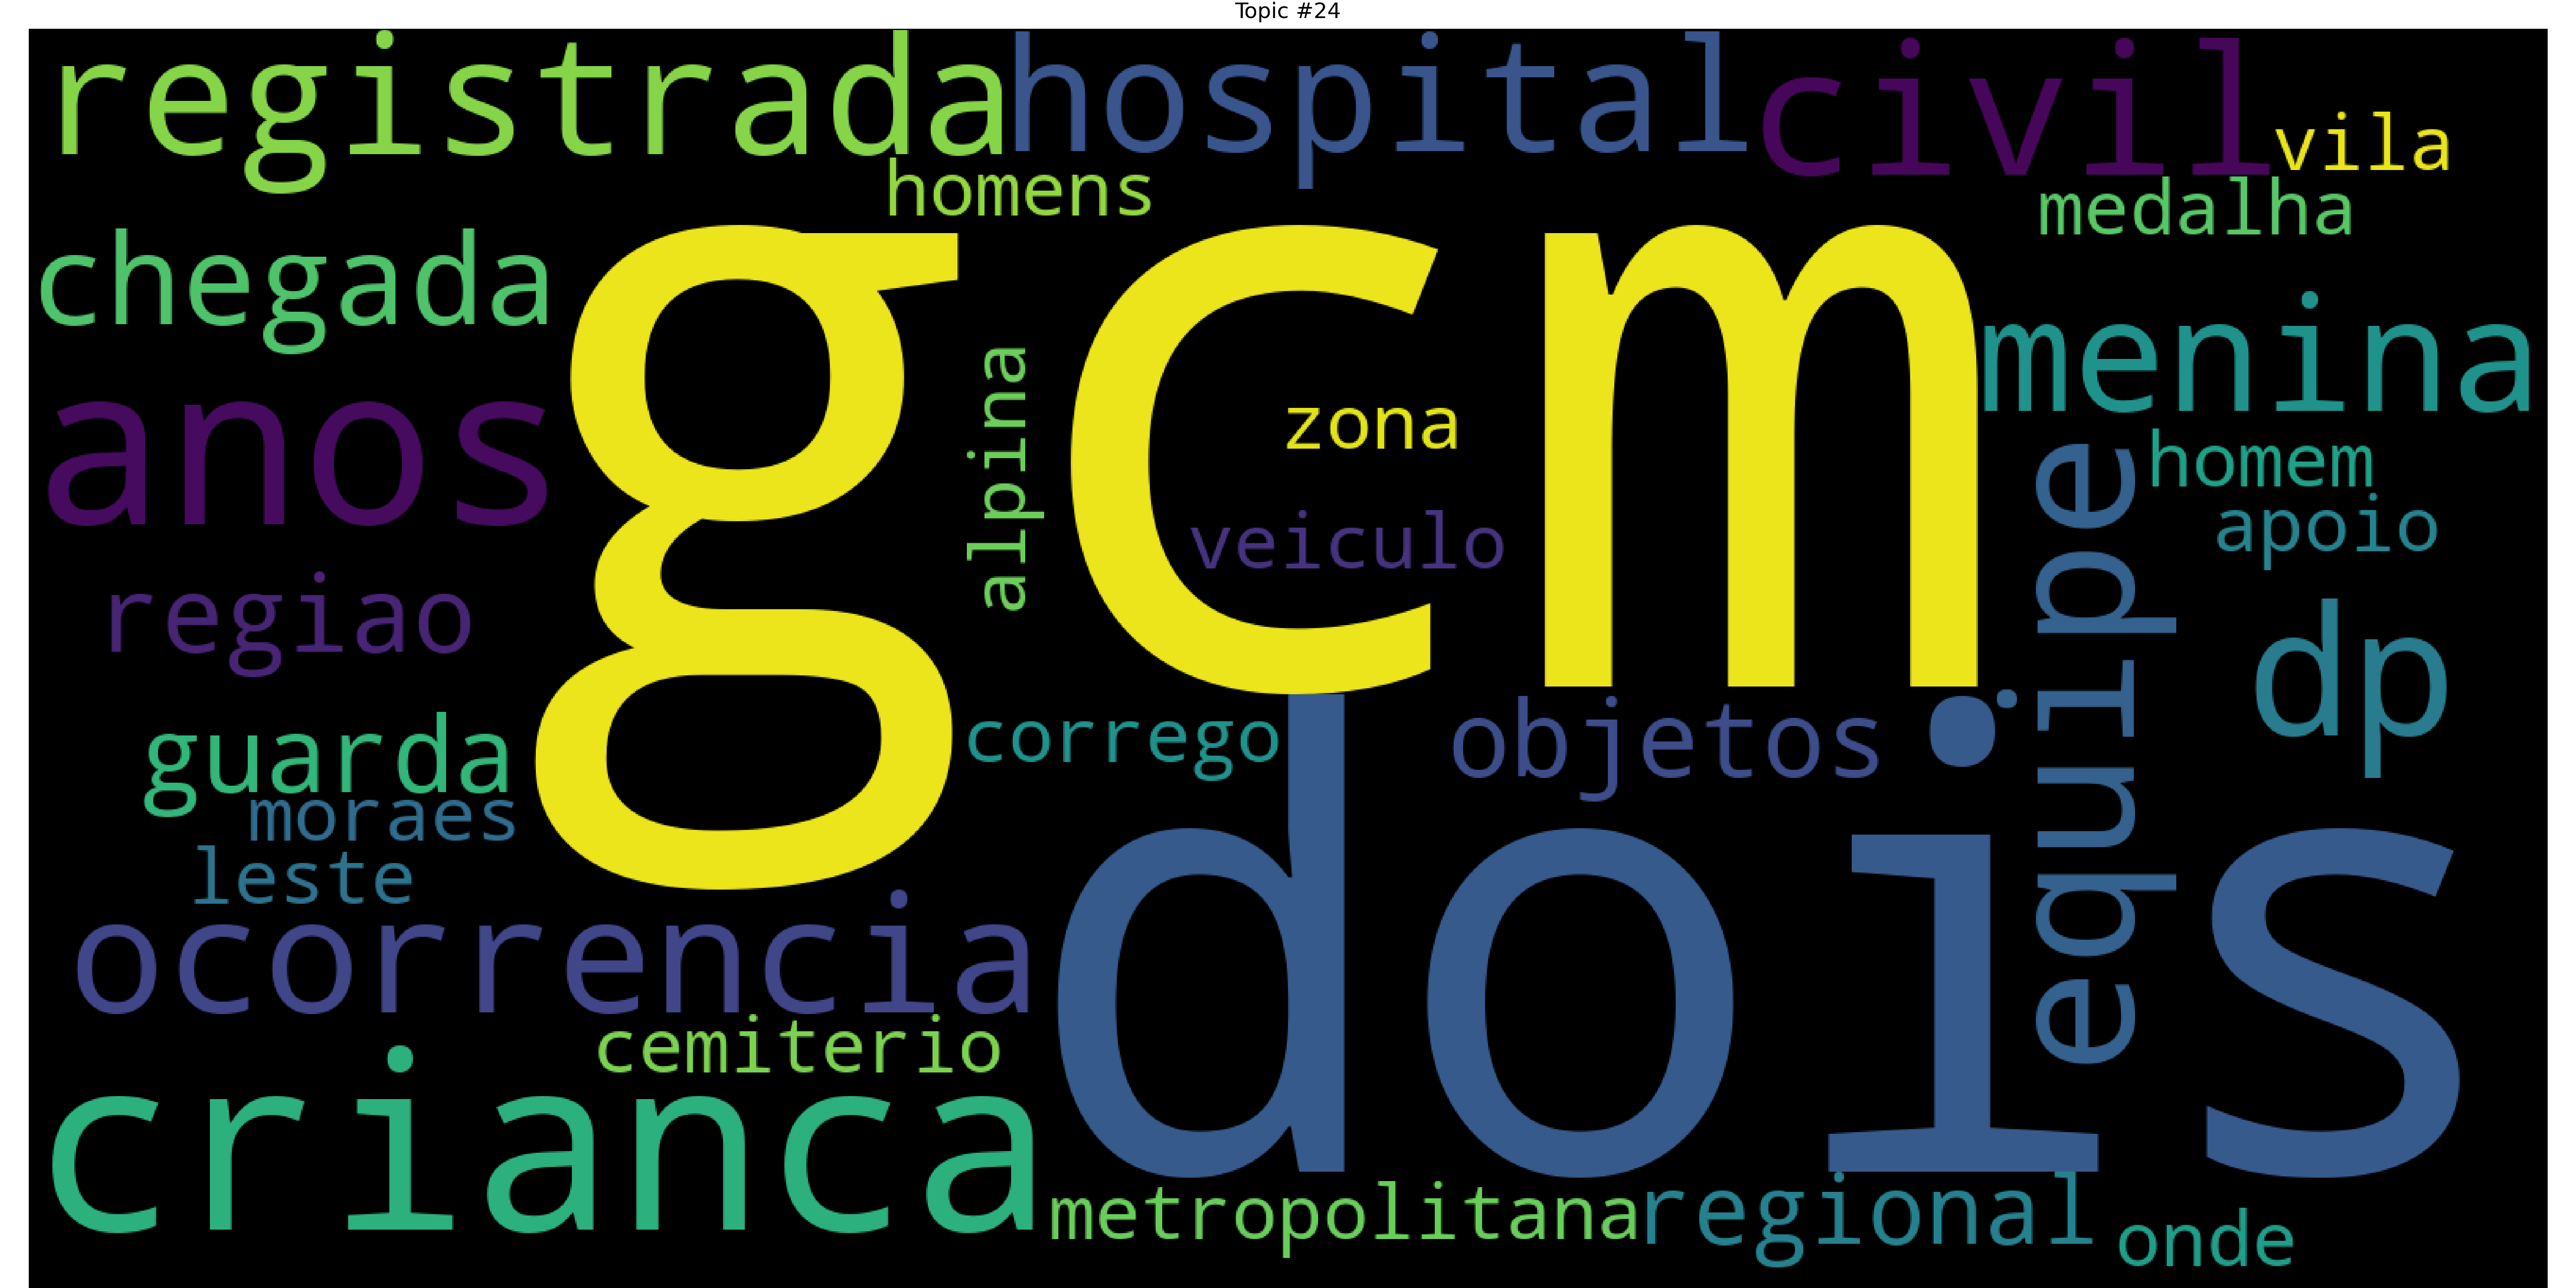 Topic #24
registrada
hospital
civil
vila
homens
medalha
chegada
gcm
menina
anos
alpina
zona
homem
veiculo
apoio
equipe
regiao
dp
guarda
corrego
objetos
moraes
leste
dois
ocorrencia
cemiterio
crianca
metropolitana
regional
onde